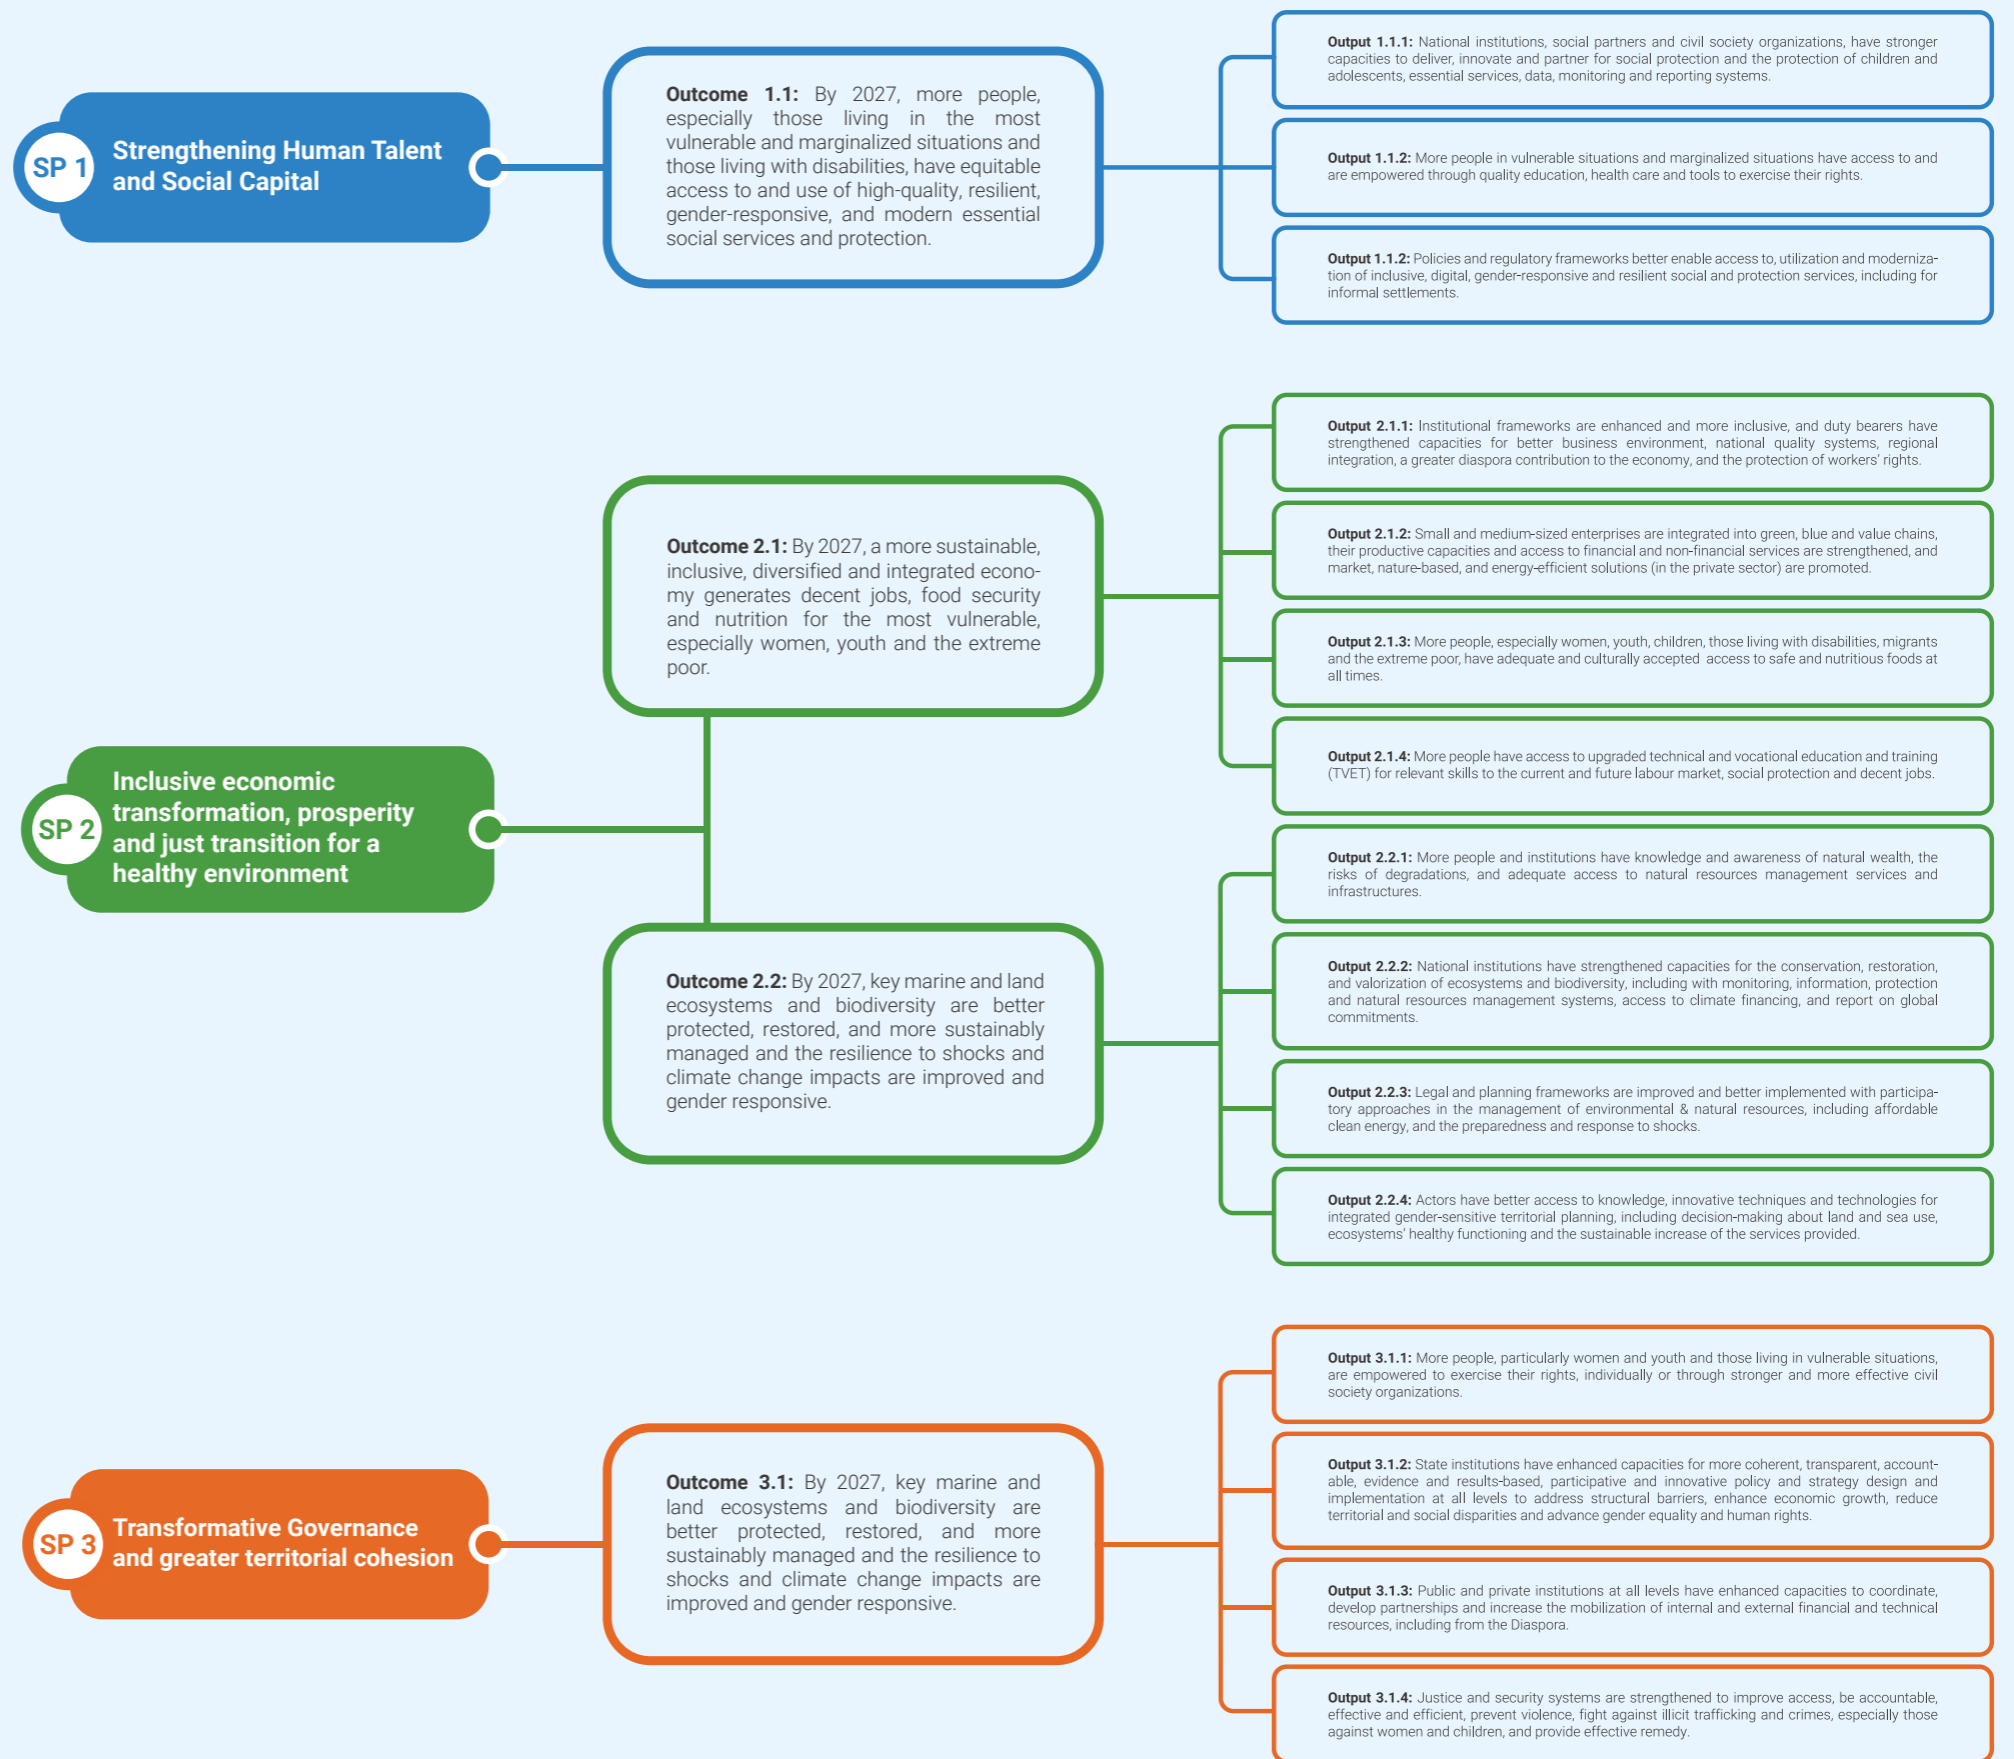 SP 1
Strengthening Human Talent
and Social Capital
Outcome 1.1: By 2027, more people,
especially those living in the most
vulnerable and marginalized situations and
those living with disabilities, have equitable
access to and use of high-quality, resilient,
gender-responsive, and modern essential
social services and protection.
Output 1.1.1: National institutions, social partners and civil society organizations, have stronger
capacities to deliver, innovate and partner for social protection and the protection of children and
adolescents, essential services, data, monitoring and reporting systems.
Output 1.1.2: More people in vulnerable situations and marginalized situations have access to and
are empowered through quality education, health care and tools to exercise their rights.
Output 1.1.2: Policies and regulatory frameworks better enable access to, utilization and moderniza-
tion of inclusive, digital, gender-responsive and resilient social and protection services, including for
informal settlements.
SP 2
Inclusive economic
transformation, prosperity
and just transition for a
healthy environment
Outcome 2.1: By 2027, a more sustainable,
inclusive, diversified and integrated econo-
my generates decent jobs, food security
and nutrition for the most vulnerable,
especially women, youth and the extreme
poor.
Output 2.1.1: Institutional frameworks are enhanced and more inclusive, and duty bearers have
strengthened capacities for better business environment, national quality systems, regional
integration, a greater diaspora contribution to the economy, and the protection of workers' rights.
Output 2.1.2: Small and medium-sized enterprises are integrated into green, blue and value chains,
their productive capacities and access to financial and non-financial services are strengthened, and
market, nature-based, and energy-efficient solutions (in the private sector) are promoted.
Output 2.1.3: More people, especially women, youth, children, those living with disabilities, migrants
and the extreme poor, have adequate and culturally accepted access to safe and nutritious foods at
all times.
Output 2.1.4: More people have access to upgraded technical and vocational education and training
(TVET) for relevant skills to the current and future labour market, social protection and decent jobs.
Outcome 2.2: By 2027, key marine and land
ecosystems and biodiversity are better
protected, restored, and more sustainably
managed and the resilience to shocks and
climate change impacts are improved and
gender responsive.
Output 2.2.1: More people and institutions have knowledge and awareness of natural wealth, the
risks of degradations, and adequate access to natural resources management services and
infrastructures.
Output 2.2.2: National institutions have strengthened capacities for the conservation, restoration,
and valorization of ecosystems and biodiversity, including with monitoring, information, protection
and natural resources management systems, access to climate financing, and report on global
commitments.
Output 2.2.3: Legal and planning frameworks are improved and better implemented with participa-
tory approaches in the management of environmental & natural resources, including affordable
clean energy, and the preparedness and response to shocks.
Output 2.2.4: Actors have better access to knowledge, innovative techniques and technologies for
integrated gender-sensitive territorial planning, including decision-making about land and sea use,
ecosystems' healthy functioning and the sustainable increase of the services provided.
SP 3
Transformative Governance
and greater territorial cohesion
Outcome 3.1: By 2027, key marine and
land ecosystems and biodiversity are
better protected, restored, and more
sustainably managed and the resilience to
shocks and climate change impacts are
improved and gender responsive.
Output 3.1.1: More people, particularly women and youth and those living in vulnerable situations,
are empowered to exercise their rights, individually or through stronger and more effective civil
society organizations.
Output 3.1.2: State institutions have enhanced capacities for more coherent, transparent, account-
able, evidence and results-based, participative and innovative policy and strategy design and
implementation at all levels to address structural barriers, enhance economic growth, reduce
territorial and social disparities and advance gender equality and human rights.
Output 3.1.3: Public and private institutions at all levels have enhanced capacities to coordinate,
develop partnerships and increase the mobilization of internal and external financial and technical
resources, including from the Diaspora.
Output 3.1.4: Justice and security systems are strengthened to improve access, be accountable,
effective and efficient, prevent violence, fight against illicit trafficking and crimes, especially those
against women and children, and provide effective remedy.